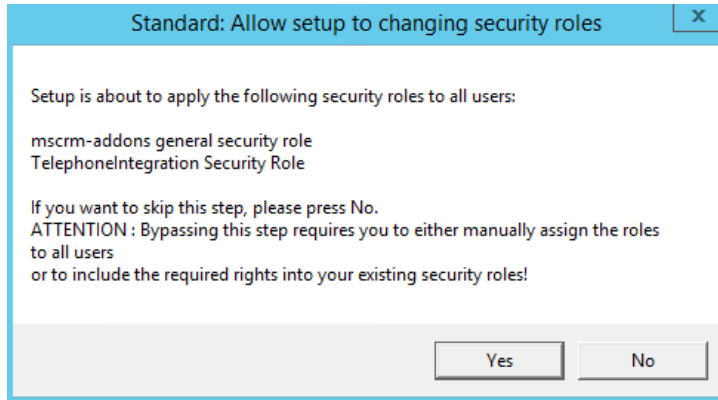 Standard: Allow setup to changing security roles
x
Setup is about to apply the following security roles to all users:
mscrm-addons general security role
TelephoneIntegration Security Role
If you want to skip this step, please press No.
ATTENTION : Bypassing this step requires you to either manually assign the roles
to all users
or to include the required rights into your existing security roles!
Yes
No